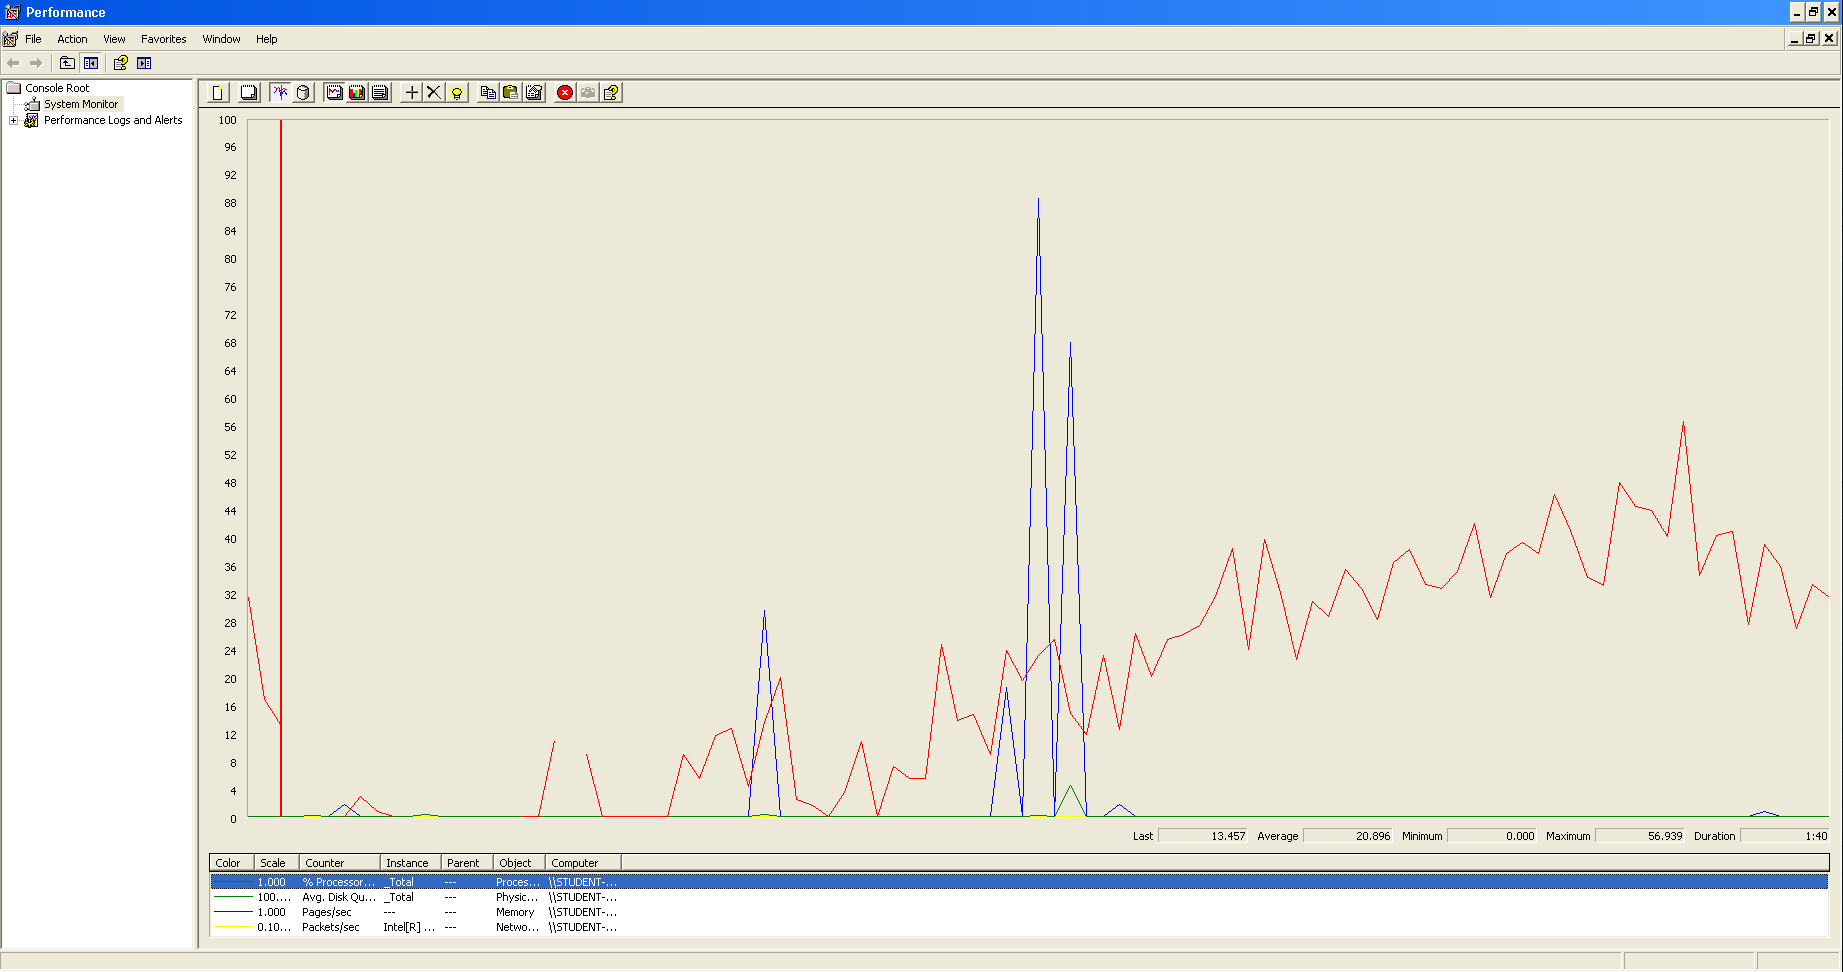 Performance
File Action View Favorites Window Help
Console Root
System Monitor
Performance Logs and Alerts
100
96
92
88
84
80
76
72
68
64
60
56
52
48
44
40
36
32
28
24
20
16
12
8
4
0
Last 13.457 Average 20.896 Minimum 0.000 Maximum 56.939 Duration 1:40
Color Scale Counter Instance Parent Object Computer
1.000 % Processor... _Total --- Proces... \\STUDENT-...
100.... Avg. Disk Qu... _Total --- Physic... \\STUDENT-...
1.000 Pages/sec --- --- Memory \\STUDENT-...
0.10... Packets/sec Intel[R] ... --- Netwo... \\STUDENT-...